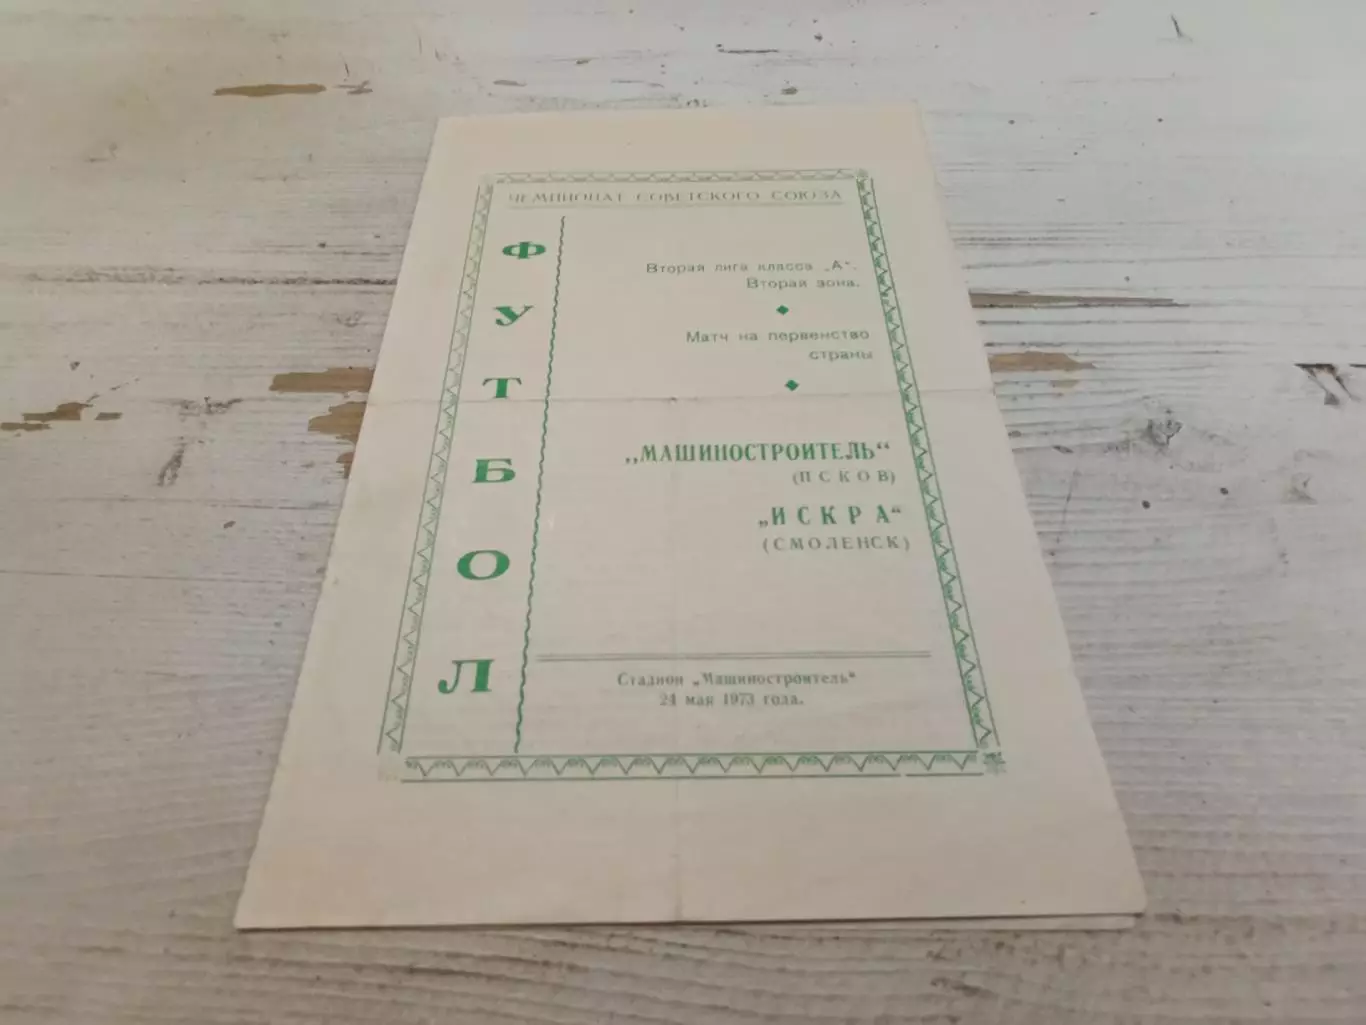 ЧЕМПИОНАТ СОВЕТСКОГО СОЮЗА
ФУТБОЛ
Вторая лига класса „А“.
Вторая зона.
Матч на первенство
страны
„МАШИНОСТРОИТЕЛЬ“
(ПСКОВ)
„ИСКРА“
(СМОЛЕНСК)
Стадион „Машиностроитель“
24 мая 1973 года.